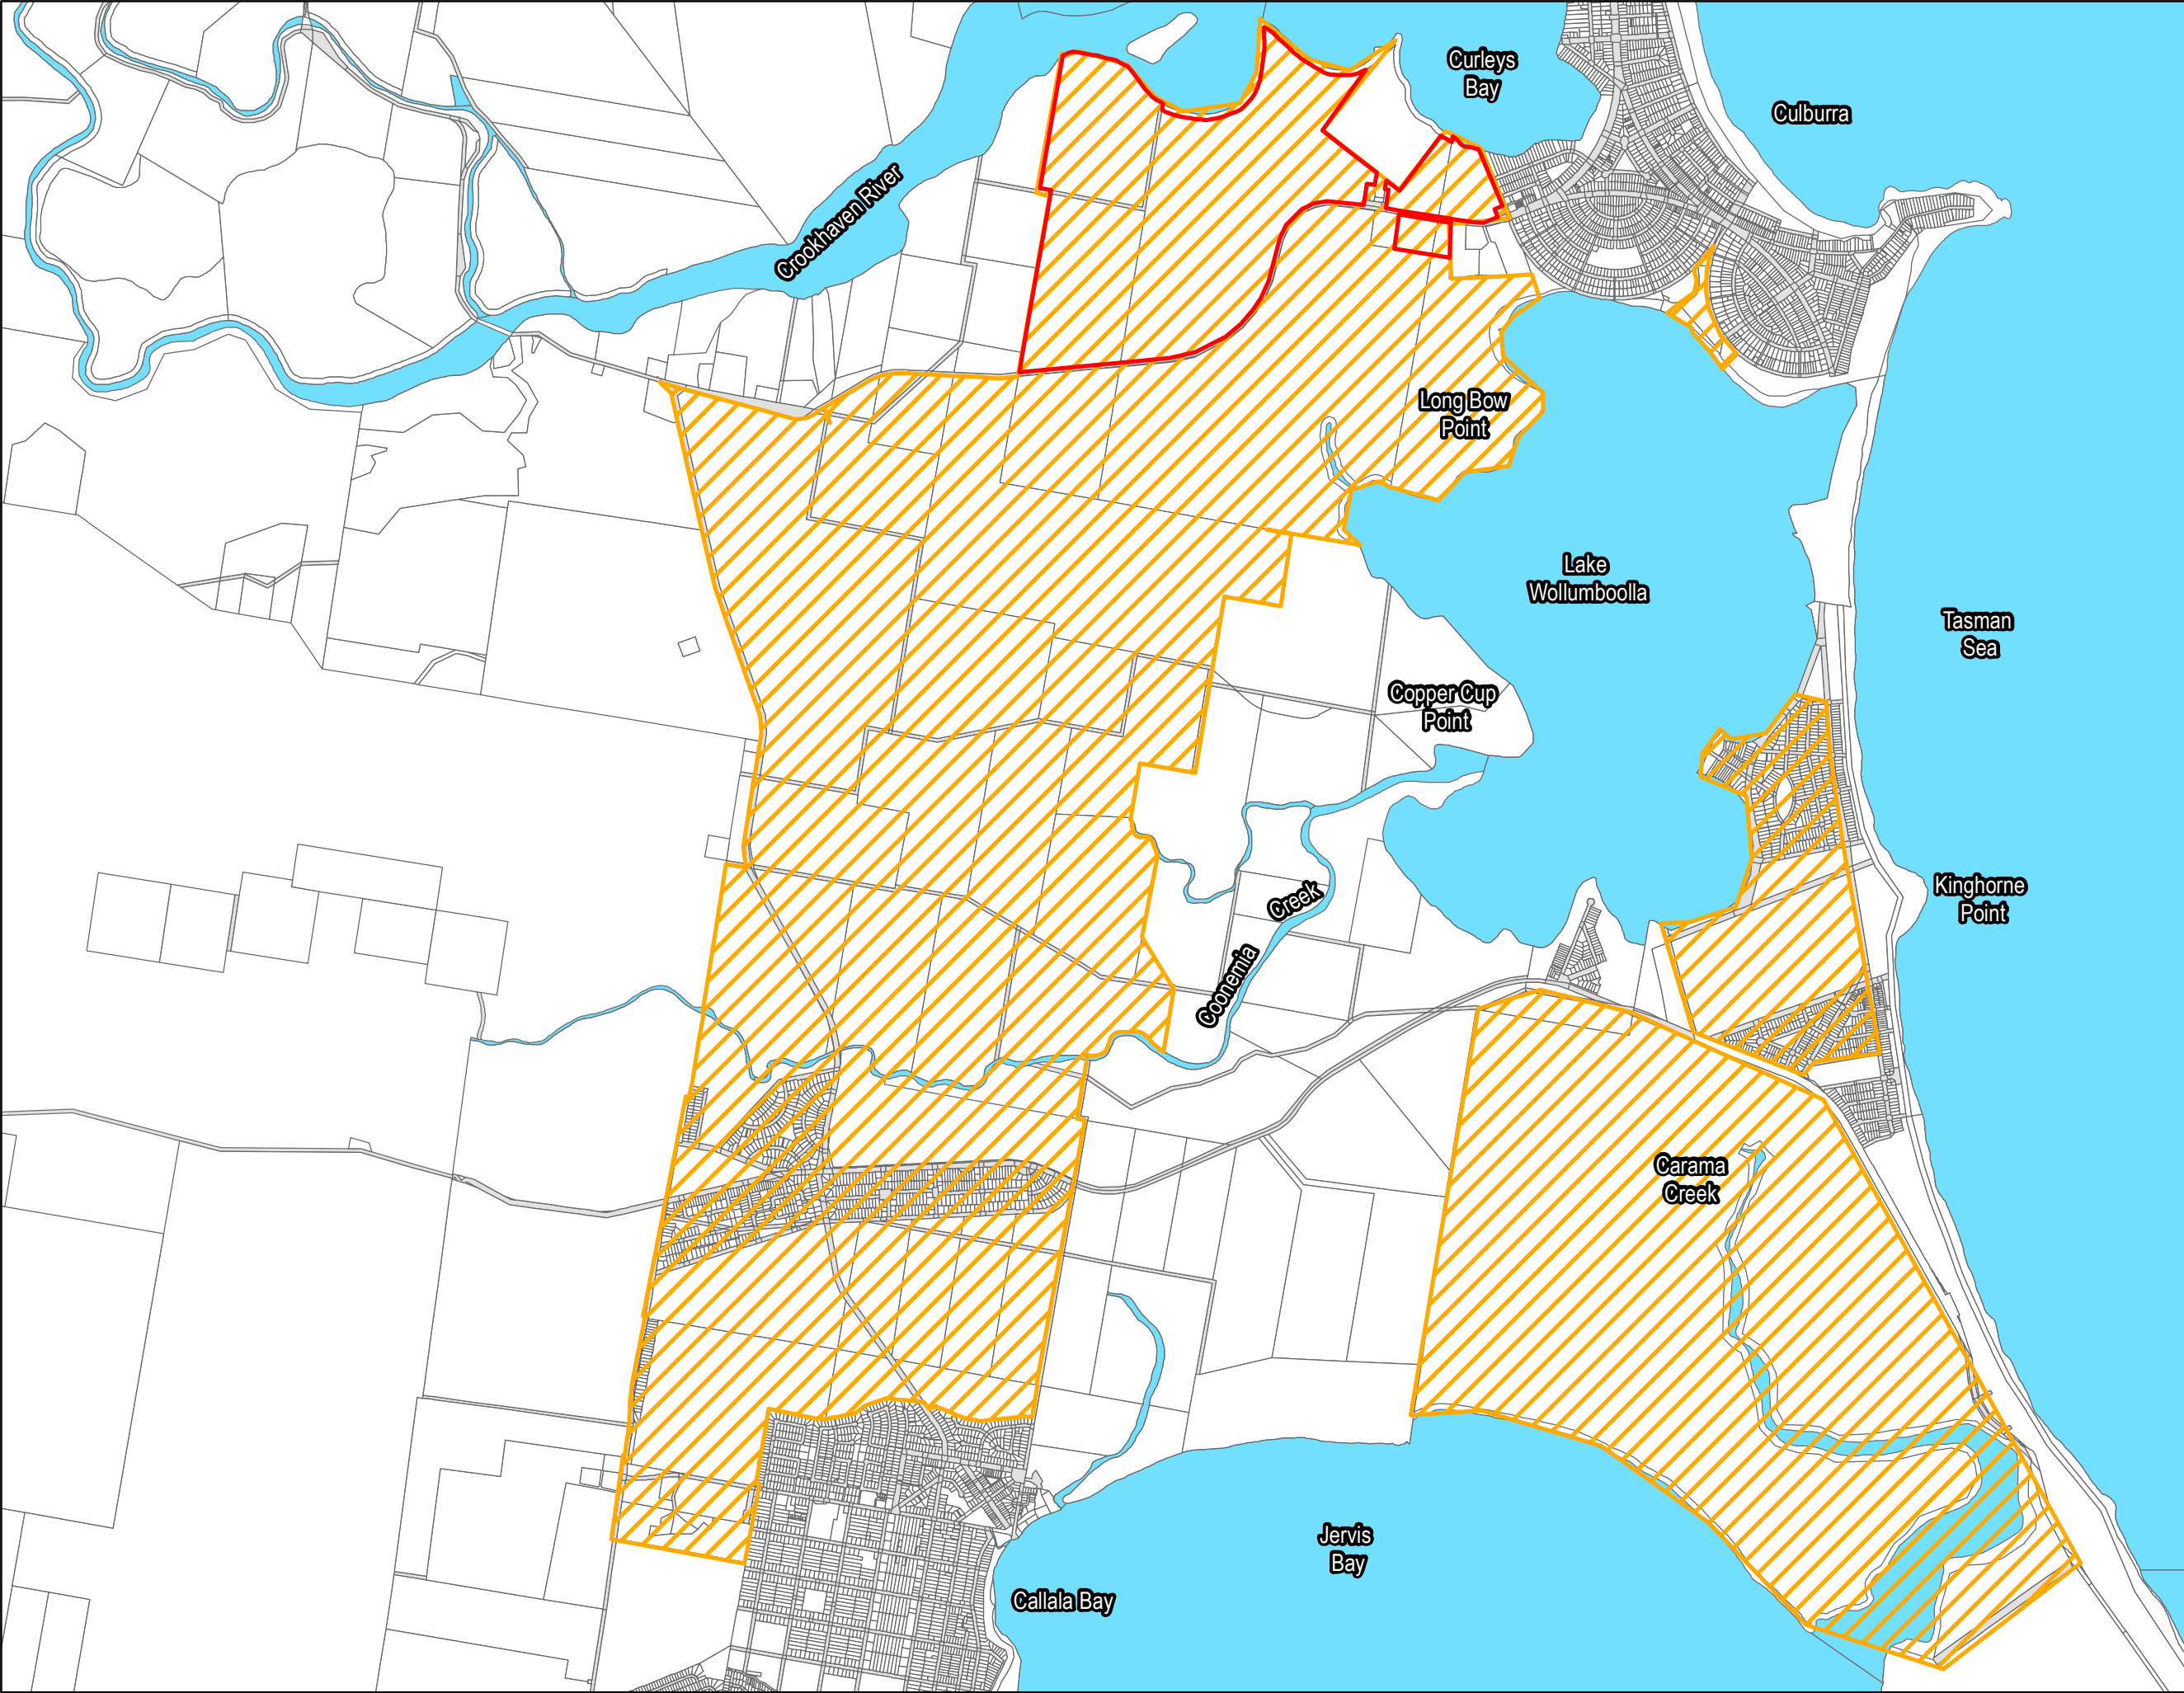 Curleys
Bay
Culburra
Crookhaven River
Long Bow
Point
Lake
Wollumboolla
Tasman
Sea
Copper Cup
Point
Kinghorne
Point
Creek
Coonemia
Carama
Creek
Jervis
Bay
Callala Bay